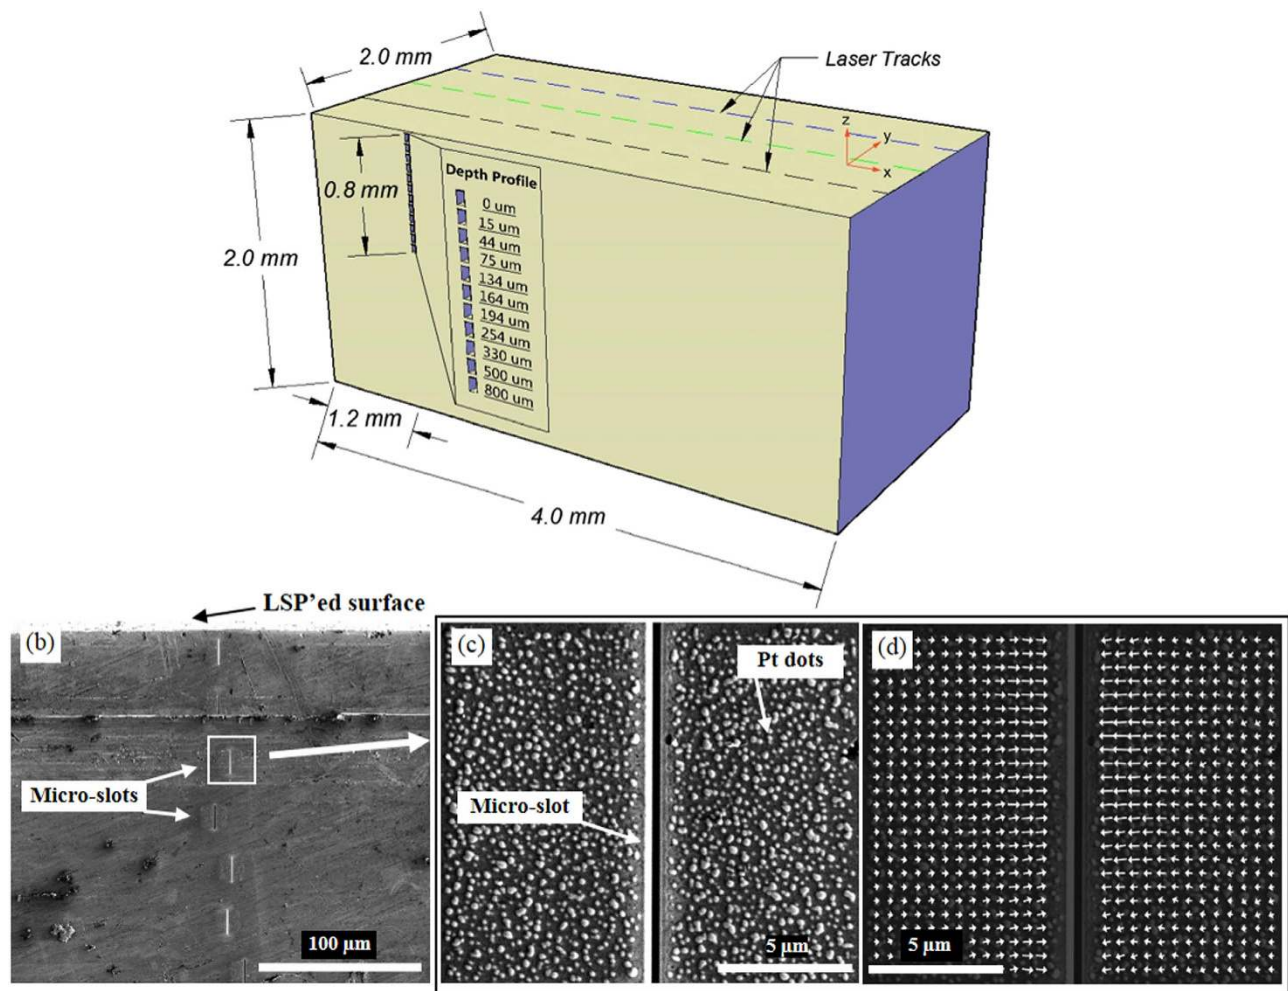 2.0 mm
Laser Tracks
z
y
x
0.8 mm
2.0 mm
Depth Profile
0 um
15 um
44 um
75 um
134 um
164 um
194 um
254 um
330 um
500 um
800 um
1.2 mm
4.0 mm
LSP'ed surface
(b)
Micro-slots
100 µm
(c)
Pt dots
Micro-slot
5 µm
(d)
5 µm